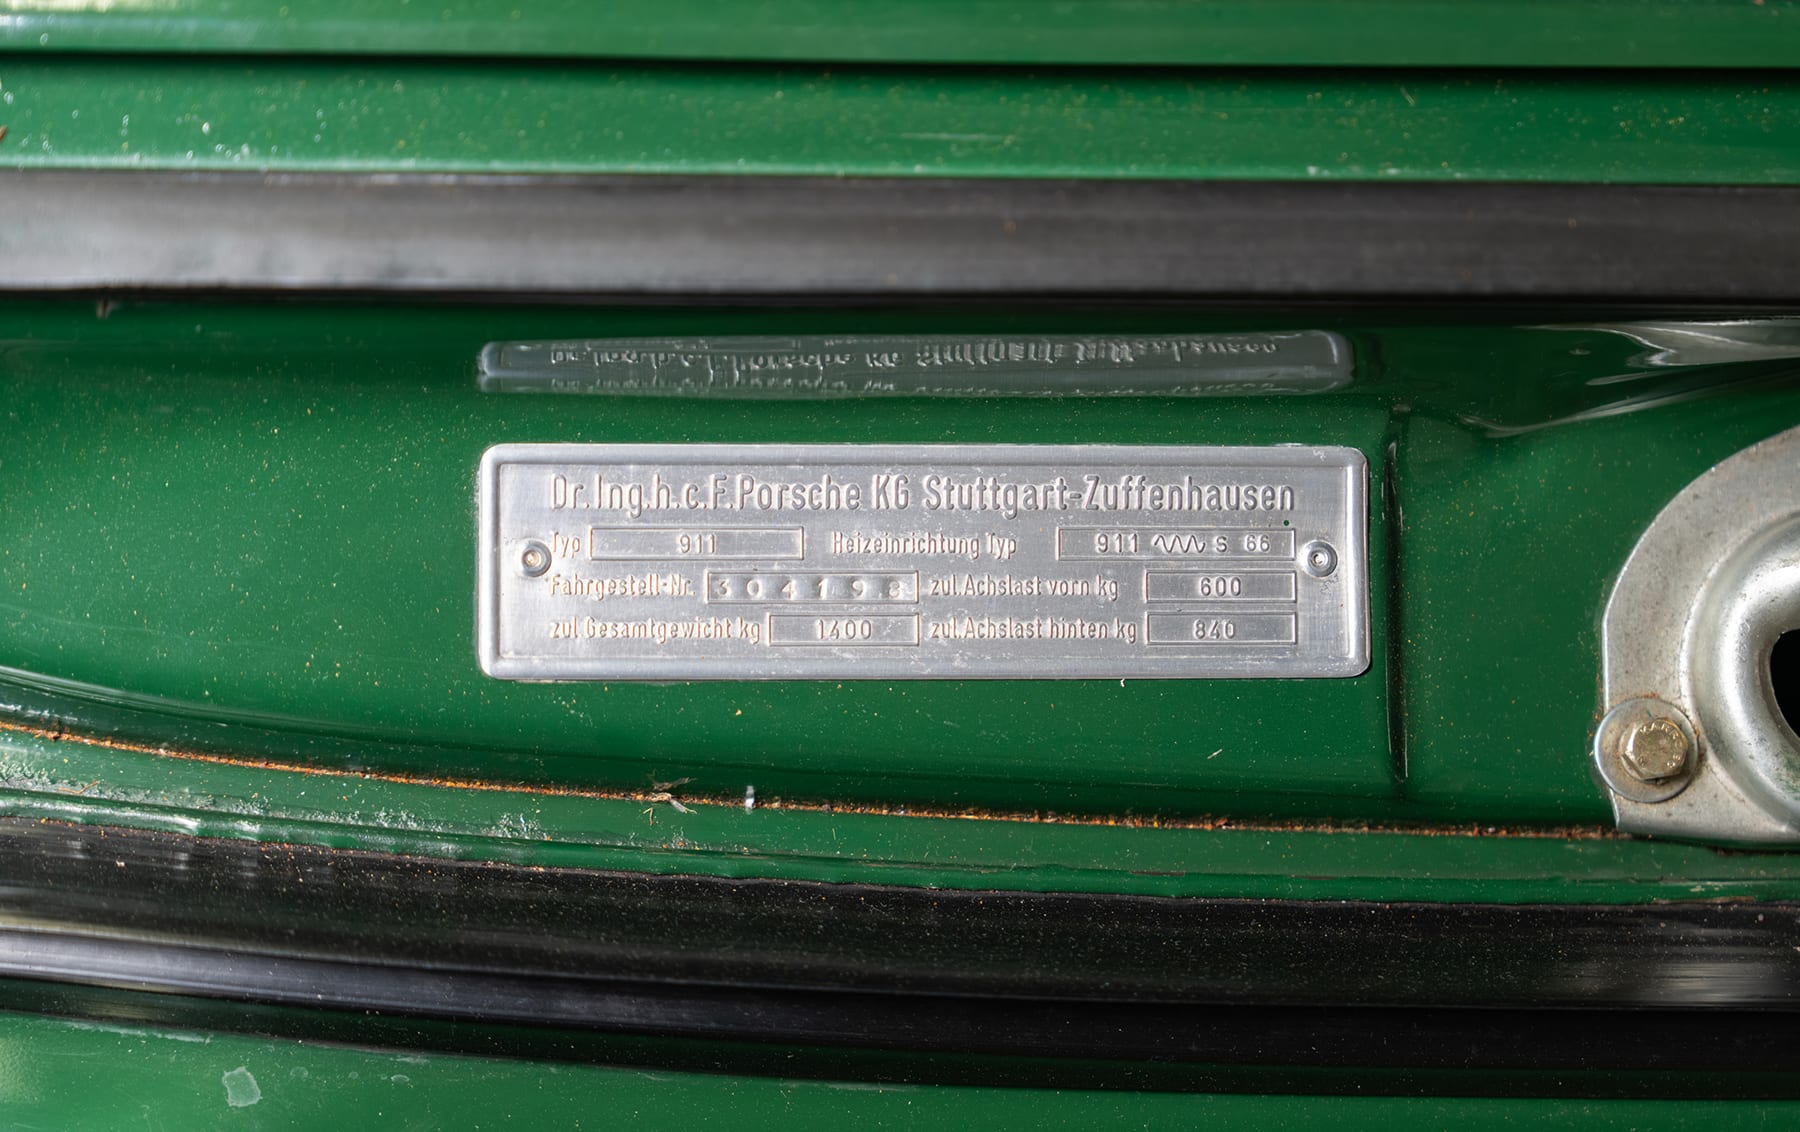 Dr.Ing.h.c.F.Porsche KG Stuttgart-Zuffenhausen
Typ 911 Heizeinrichtung Typ 911 S 66
Fahrgestell-Nr. 304198 zul.Achslast vorn kg 600
zul.Gesamtgewicht kg 1400 zul.Achslast hinten kg 840